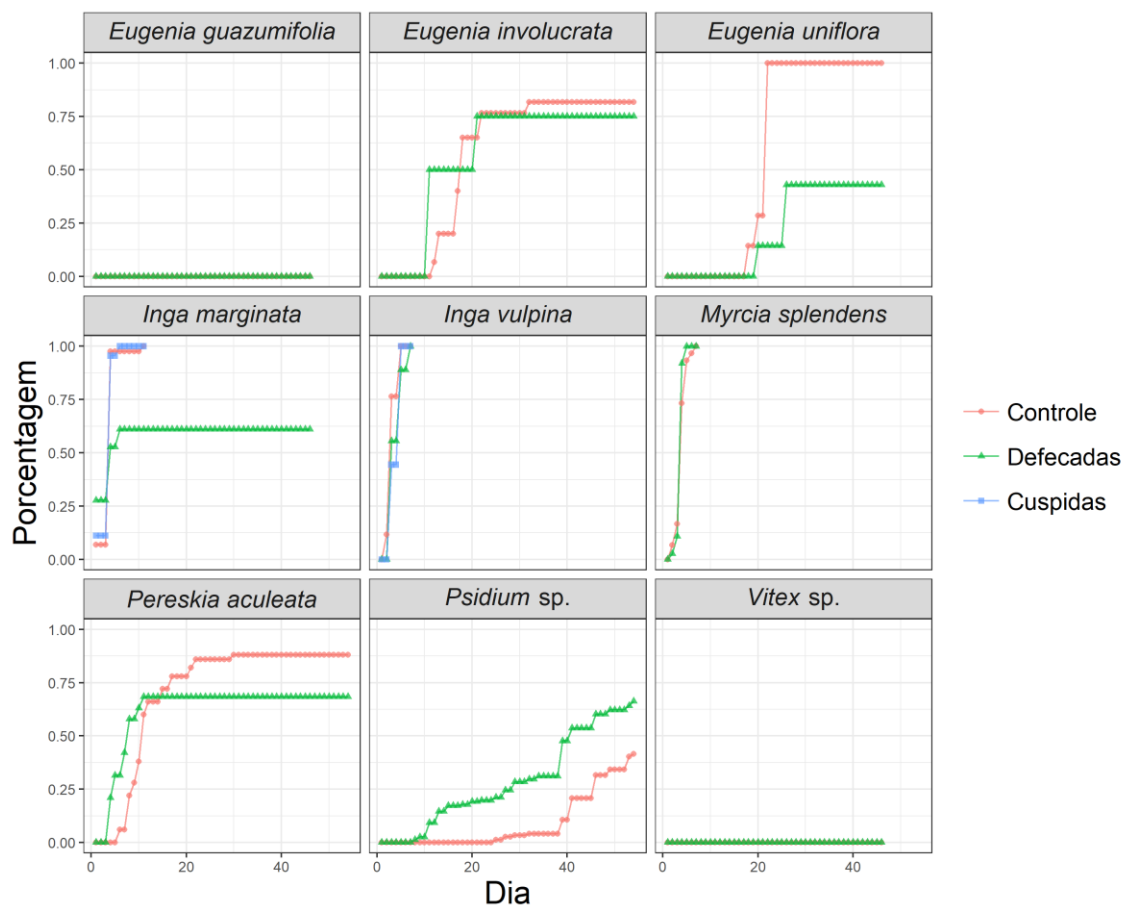 Eugenia guazumifolia
Eugenia involucrata
Eugenia uniflora
1.00
0.75
0.50
0.25
0.00
Inga marginata
Inga vulpina
Myrcia splendens
1.00
0.75
0.50
0.25
0.00
Porcentagem
Controle
Defecadas
Cuspidas
Pereskia aculeata
Psidium sp.
Vitex sp.
1.00
0.75
0.50
0.25
0.00
0 20 40
0 20 40
0 20 40
Dia